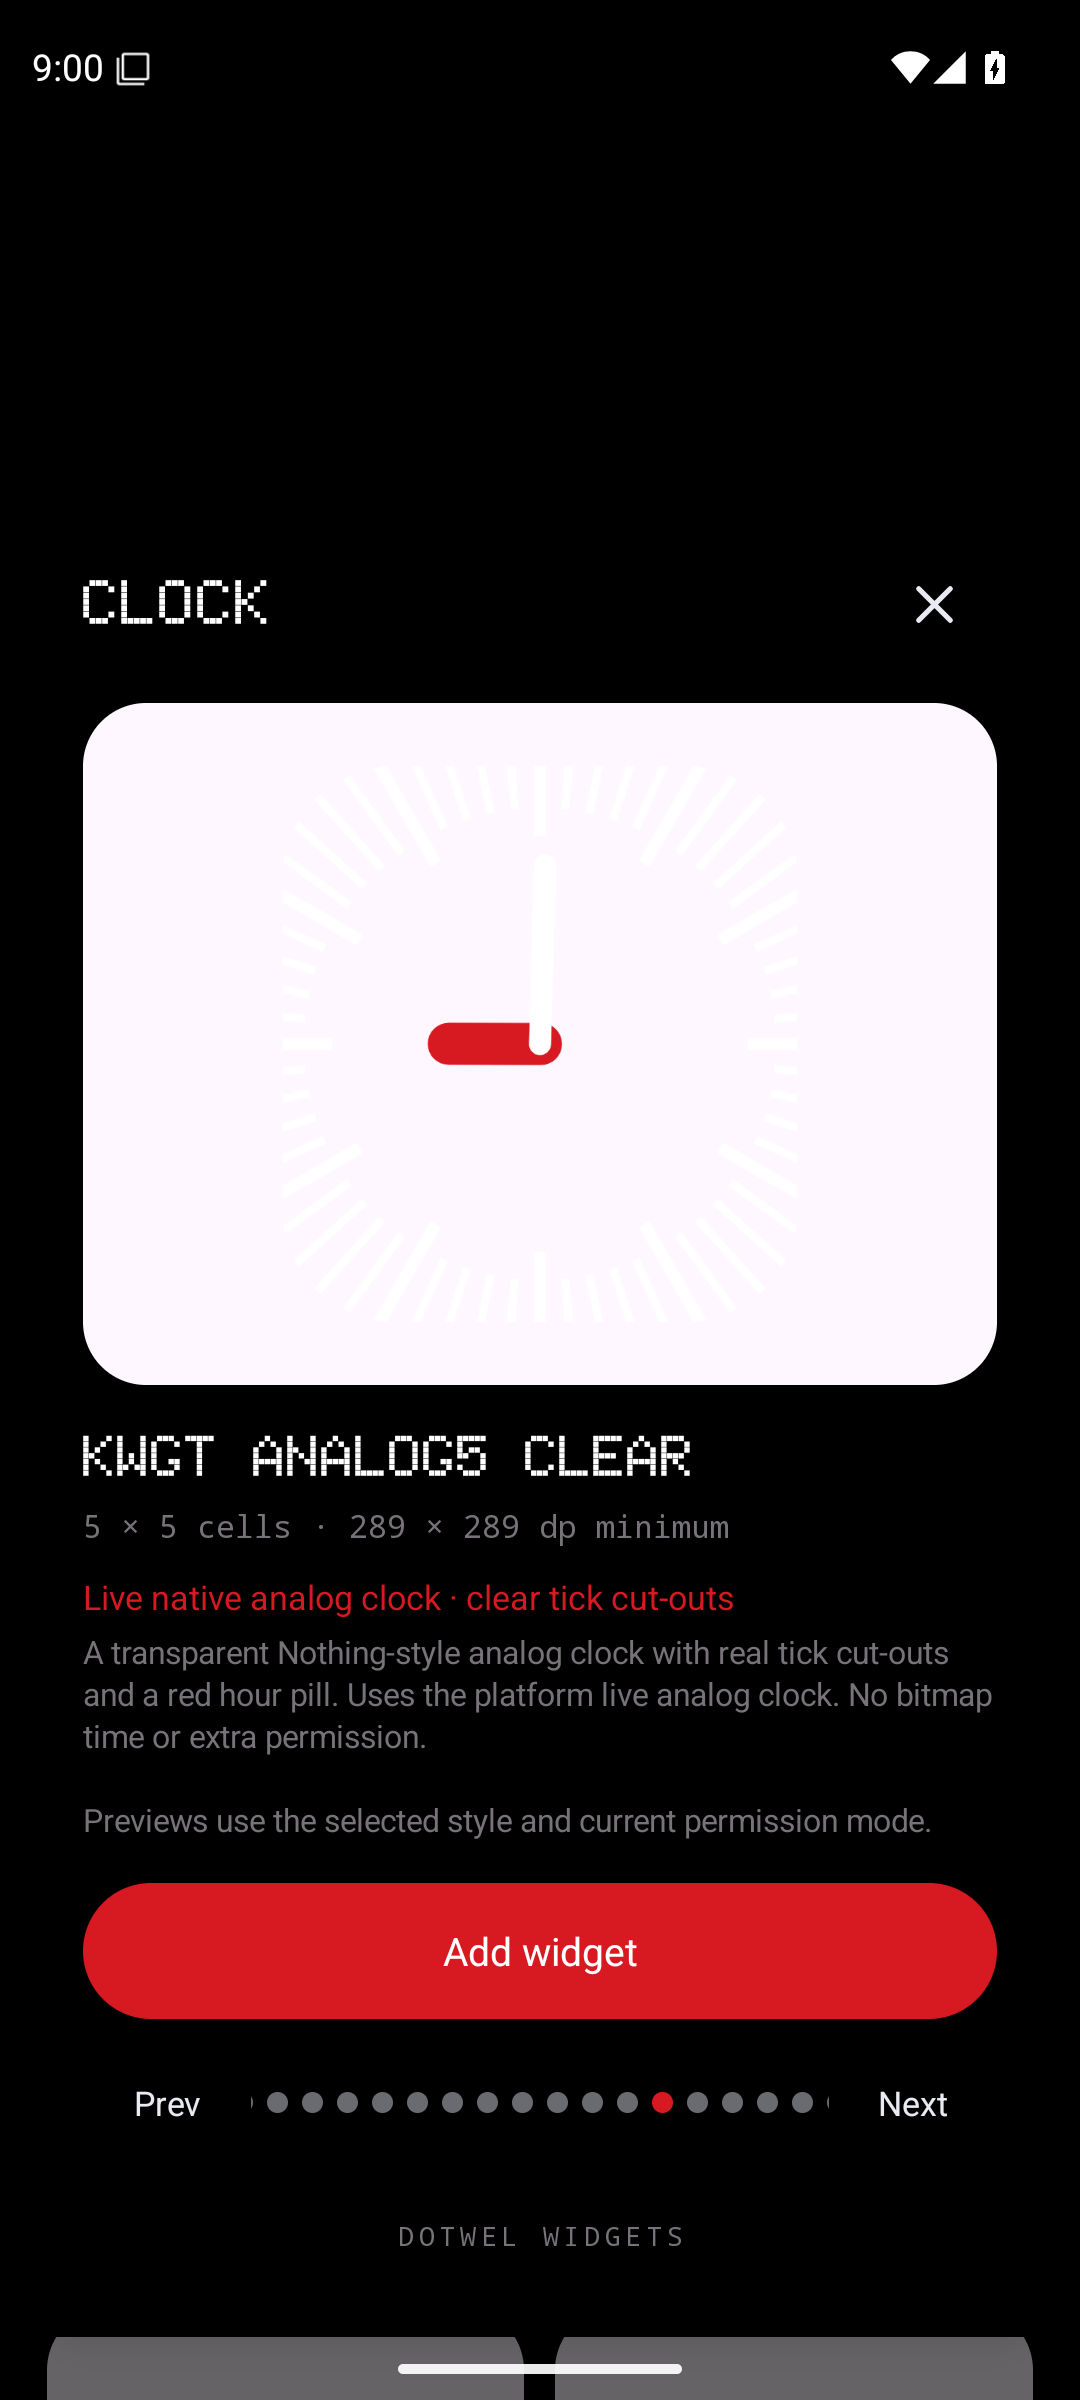 9:00
CLOCK
KWGT ANALOG5 CLEAR
5 × 5 cells · 289 × 289 dp minimum
Live native analog clock · clear tick cut-outs
A transparent Nothing-style analog clock with real tick cut-outs
and a red hour pill. Uses the platform live analog clock. No bitmap
time or extra permission.
Previews use the selected style and current permission mode.
Add widget
Prev
Next
DOTWEL WIDGETS